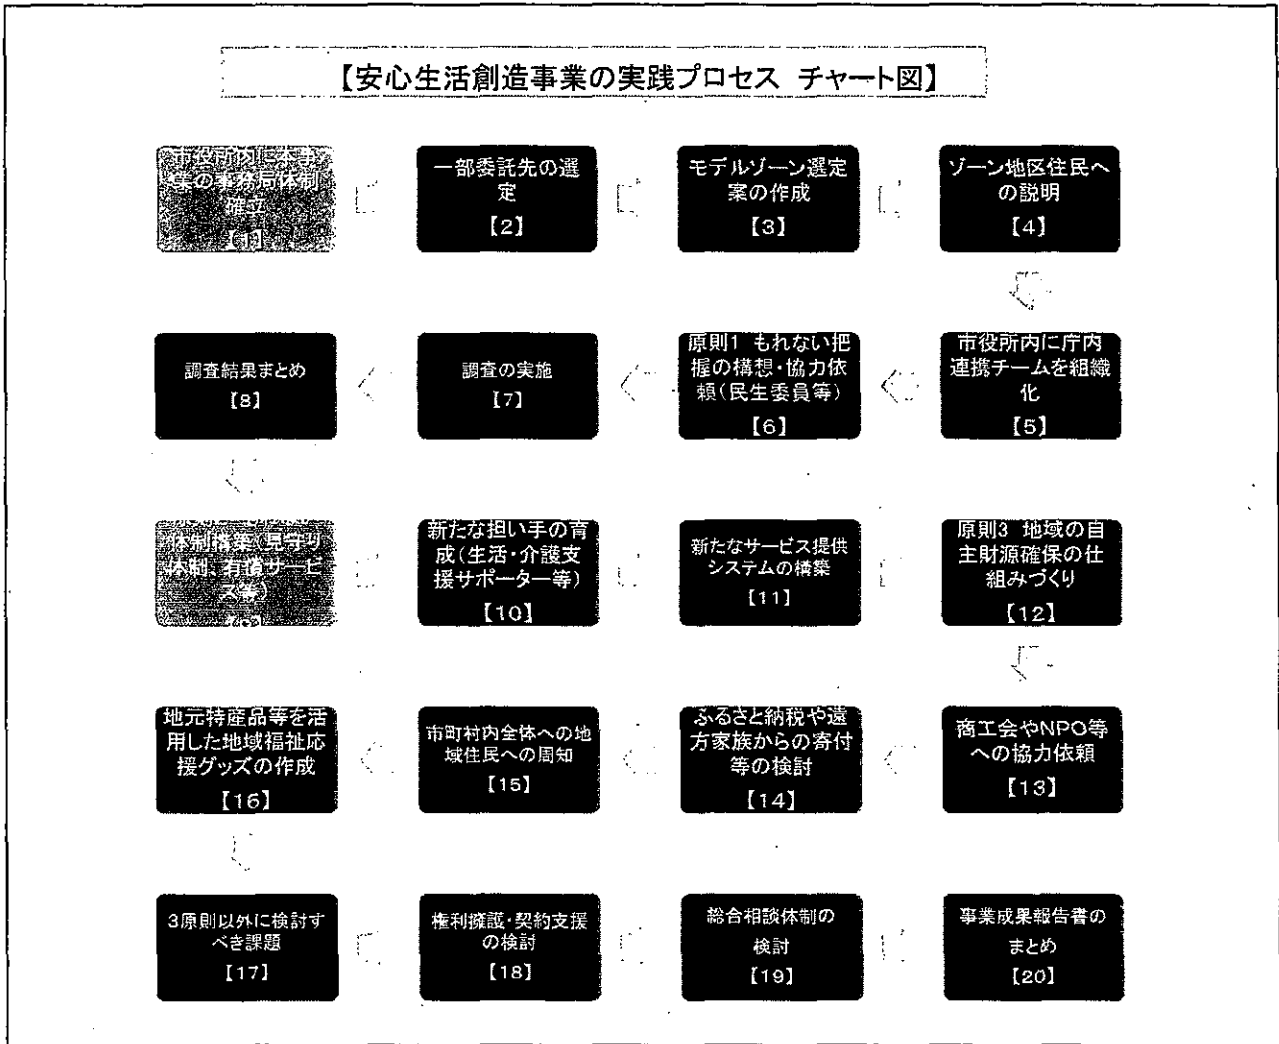 【安心生活創造事業の実践プロセス チャート図】
市役所内に本事
業の事務局体制
確立
【1】
一部委託先の選
定
【2】
モデルゾーン選定
案の作成
【3】
ゾーン地区住民へ
の説明
【4】
市役所内に庁内
連携チームを組織
化
【5】
原則1 もれない把
握の構想・協力依
頼(民生委員等)
【6】
調査の実施
【7】
調査結果まとめ
【8】
体制構築(見守り
体制、有償サービ
ス等)
新たな担い手の育
成(生活・介護支
援サポーター等)
【10】
新たなサービス提供
システムの構築
【11】
原則3 地域の自
主財源確保の仕
組みづくり
【12】
商工会やNPO等
への協力依頼
【13】
ふるさと納税や遠
方家族からの寄付
等の検討
【14】
市町村内全体への地
域住民への周知
【15】
地元特産品等を活
用した地域福祉応
援グッズの作成
【16】
3原則以外に検討す
べき課題
【17】
権利擁護・契約支援
の検討
【18】
総合相談体制の
検討
【19】
事業成果報告書の
まとめ
【20】